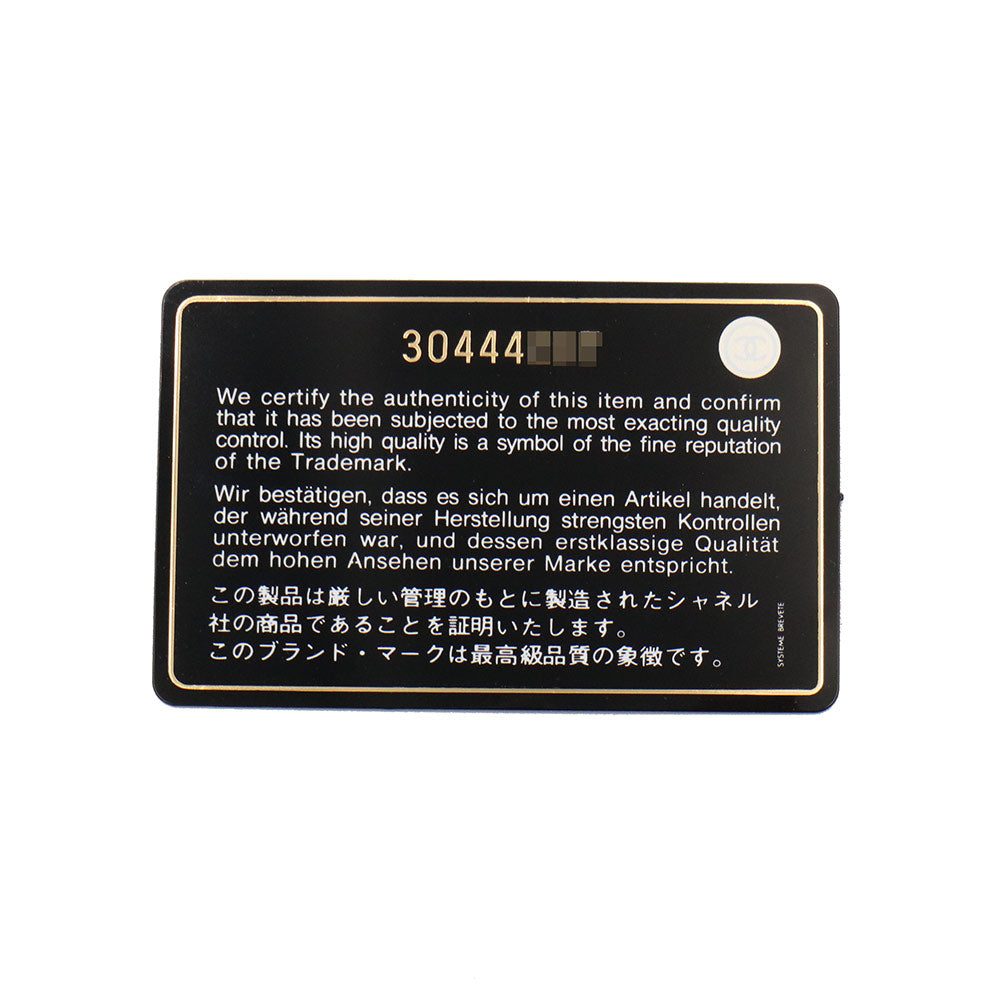 30444
We certify the authenticity of this item and confirm
that it has been subjected to the most exacting quality
control. Its high quality is a symbol of the fine reputation
of the Trademark.
Wir bestätigen, dass es sich um einen Artikel handelt,
der während seiner Herstellung strengsten Kontrollen
unterworfen war, und dessen erstklassige Qualität
dem hohen Ansehen unserer Marke entspricht.
この製品は厳しい管理のもとに製造されたシャネル
社の商品であることを証明いたします。
このブランド・マークは最高級品質の象徴です。
SYSTEME BREVETE